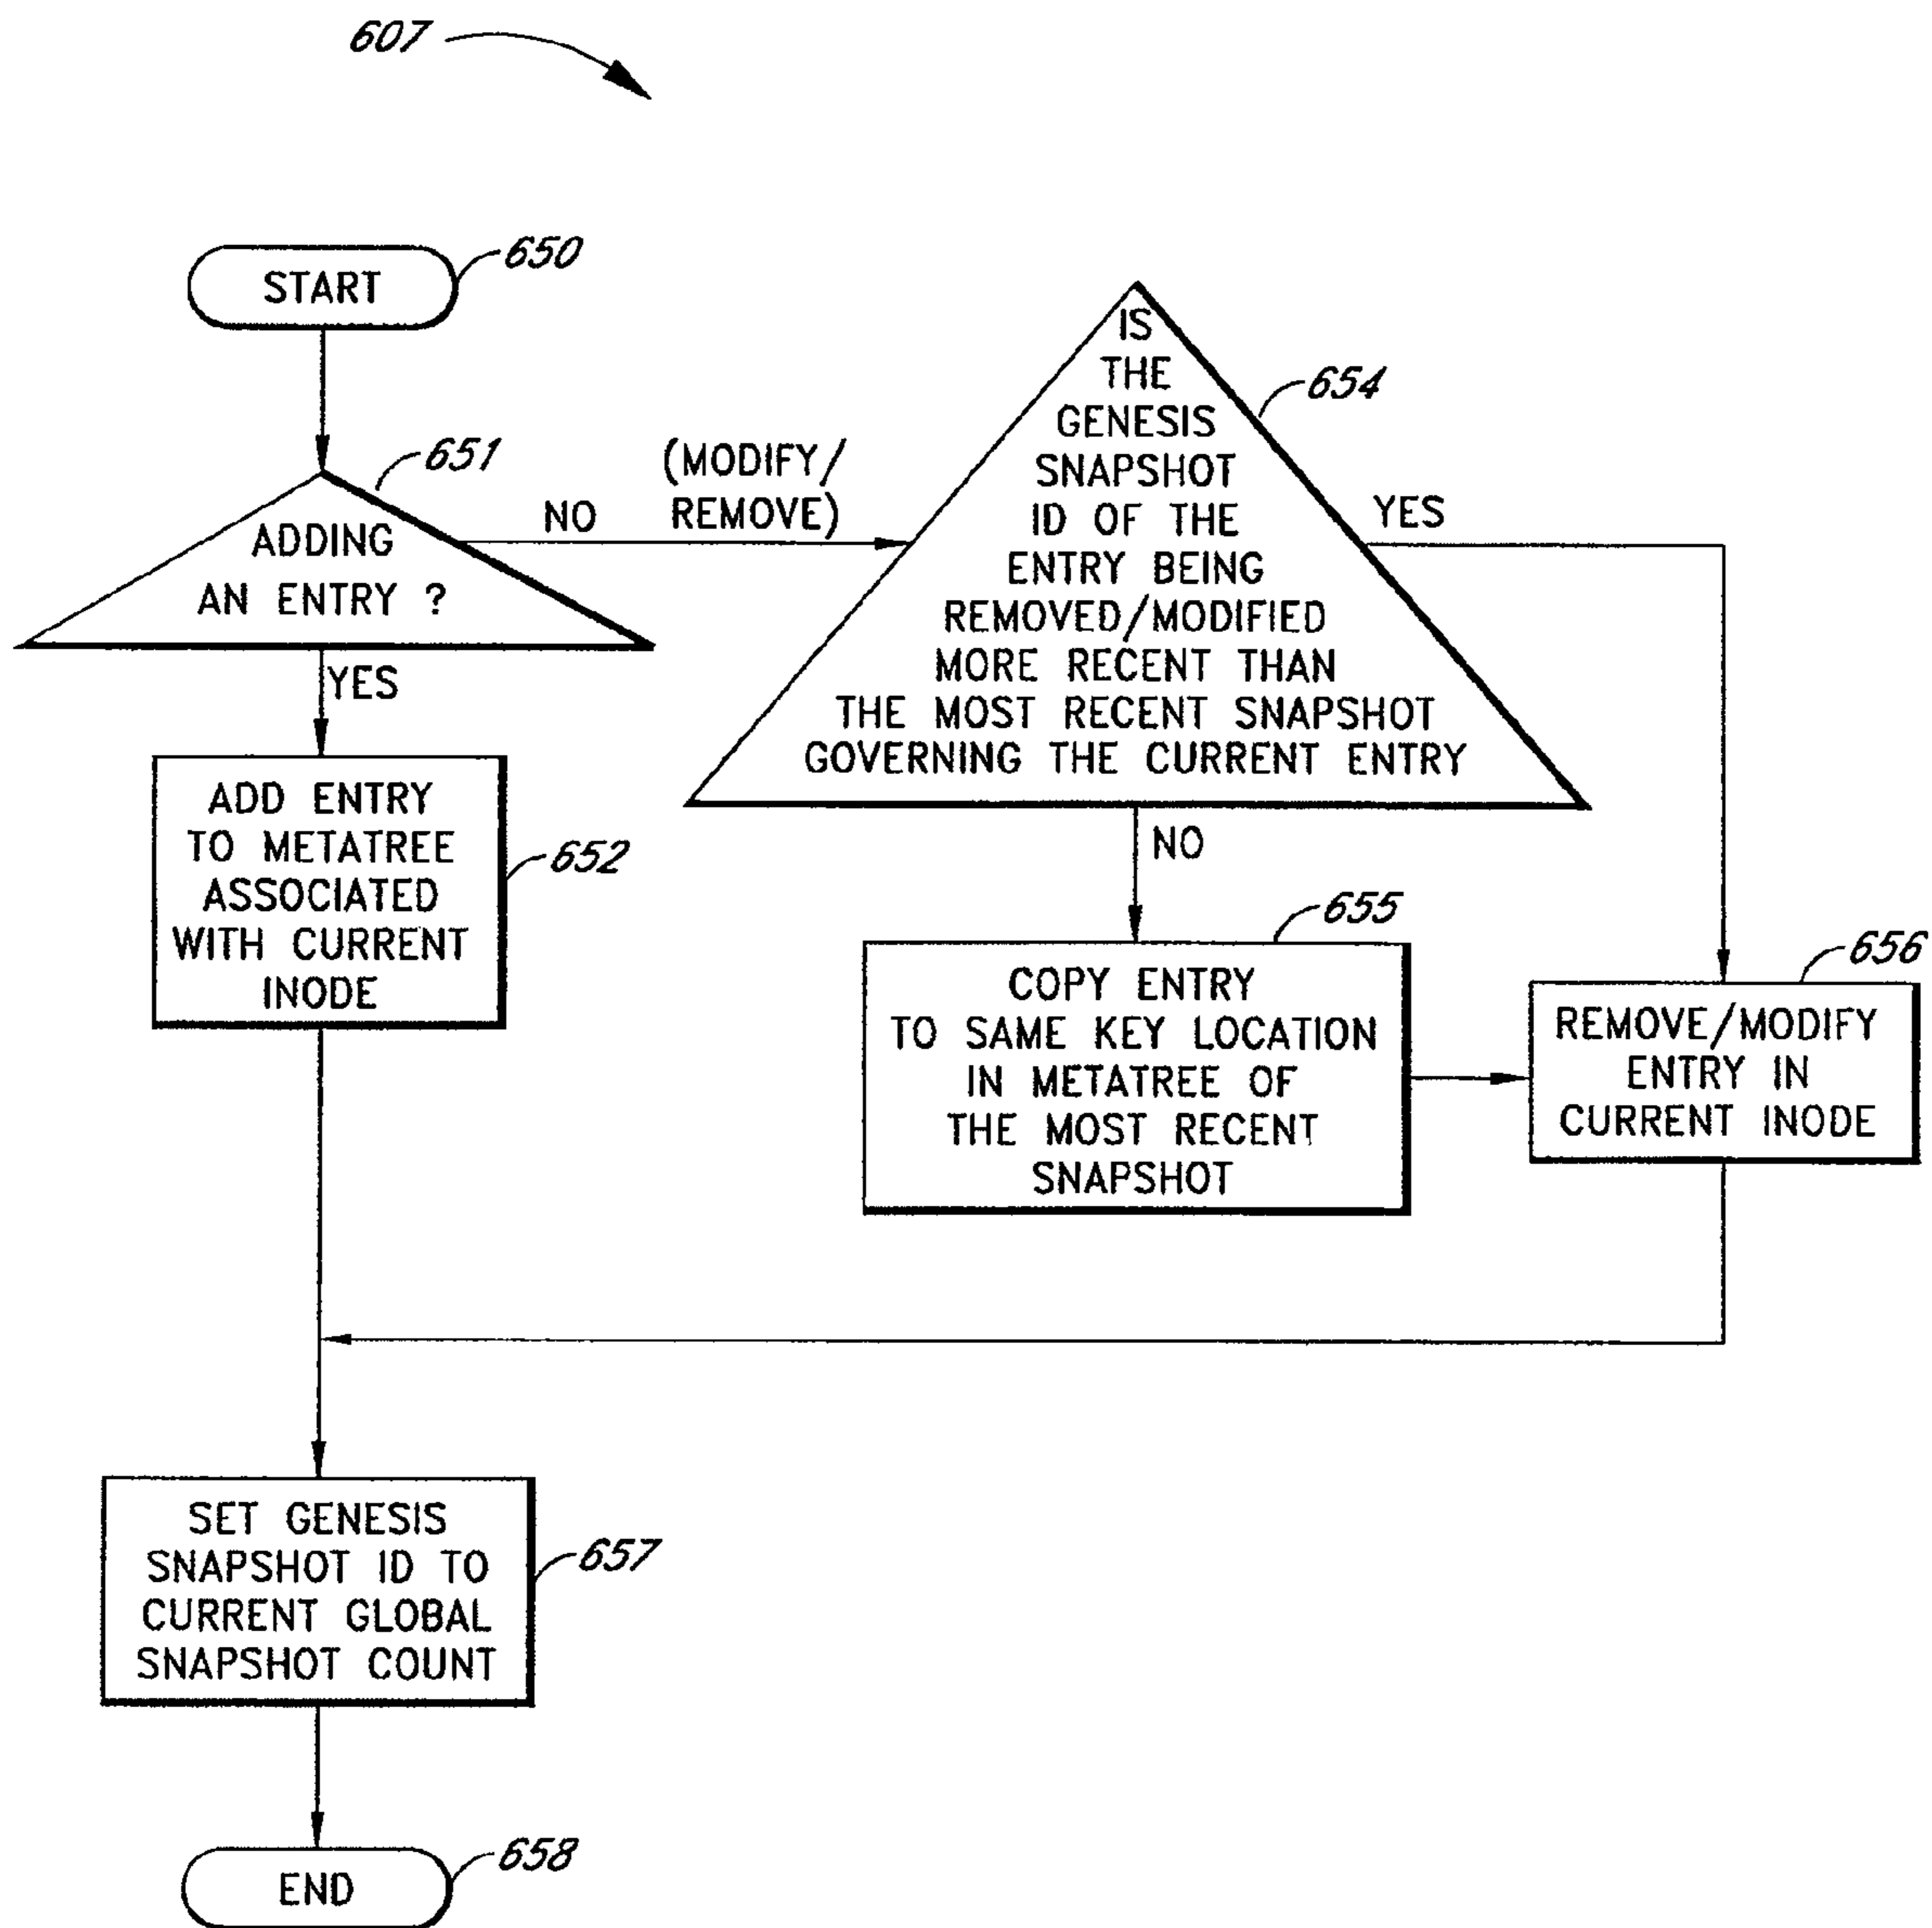 607
START
650
ADDING
AN ENTRY ?
651
NO
(MODIFY/
REMOVE)
YES
IS
THE
GENESIS
SNAPSHOT
ID OF THE
ENTRY BEING
REMOVED/MODIFIED
MORE RECENT THAN
THE MOST RECENT SNAPSHOT
GOVERNING THE CURRENT ENTRY
654
YES
NO
ADD ENTRY
TO METATREE
ASSOCIATED
WITH CURRENT
INODE
652
COPY ENTRY
TO SAME KEY LOCATION
IN METATREE OF
THE MOST RECENT
SNAPSHOT
655
REMOVE/MODIFY
ENTRY IN
CURRENT INODE
656
SET GENESIS
SNAPSHOT ID TO
CURRENT GLOBAL
SNAPSHOT COUNT
657
END
658